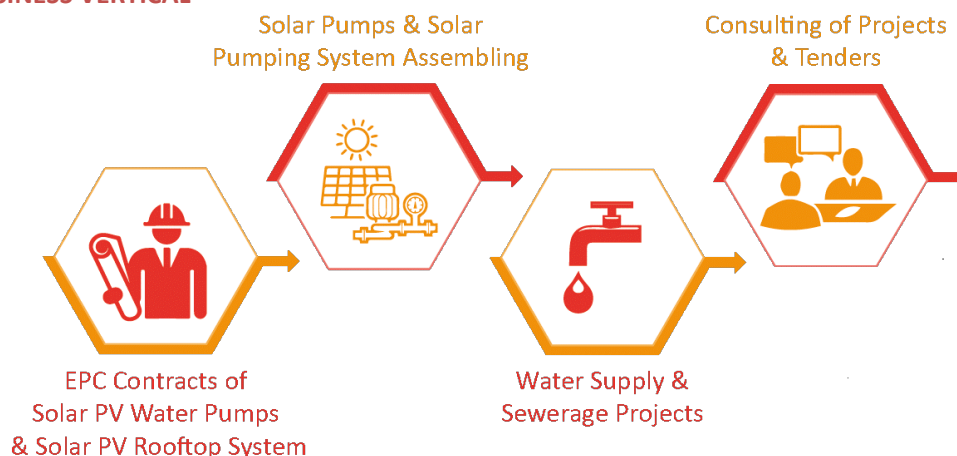 VERTICAL
Solar Pumps & Solar
Pumping System Assembling
Consulting of Projects
& Tenders
EPC Contracts of
Solar PV Water Pumps
& Solar PV Rooftop System
Water Supply &
Sewerage Projects